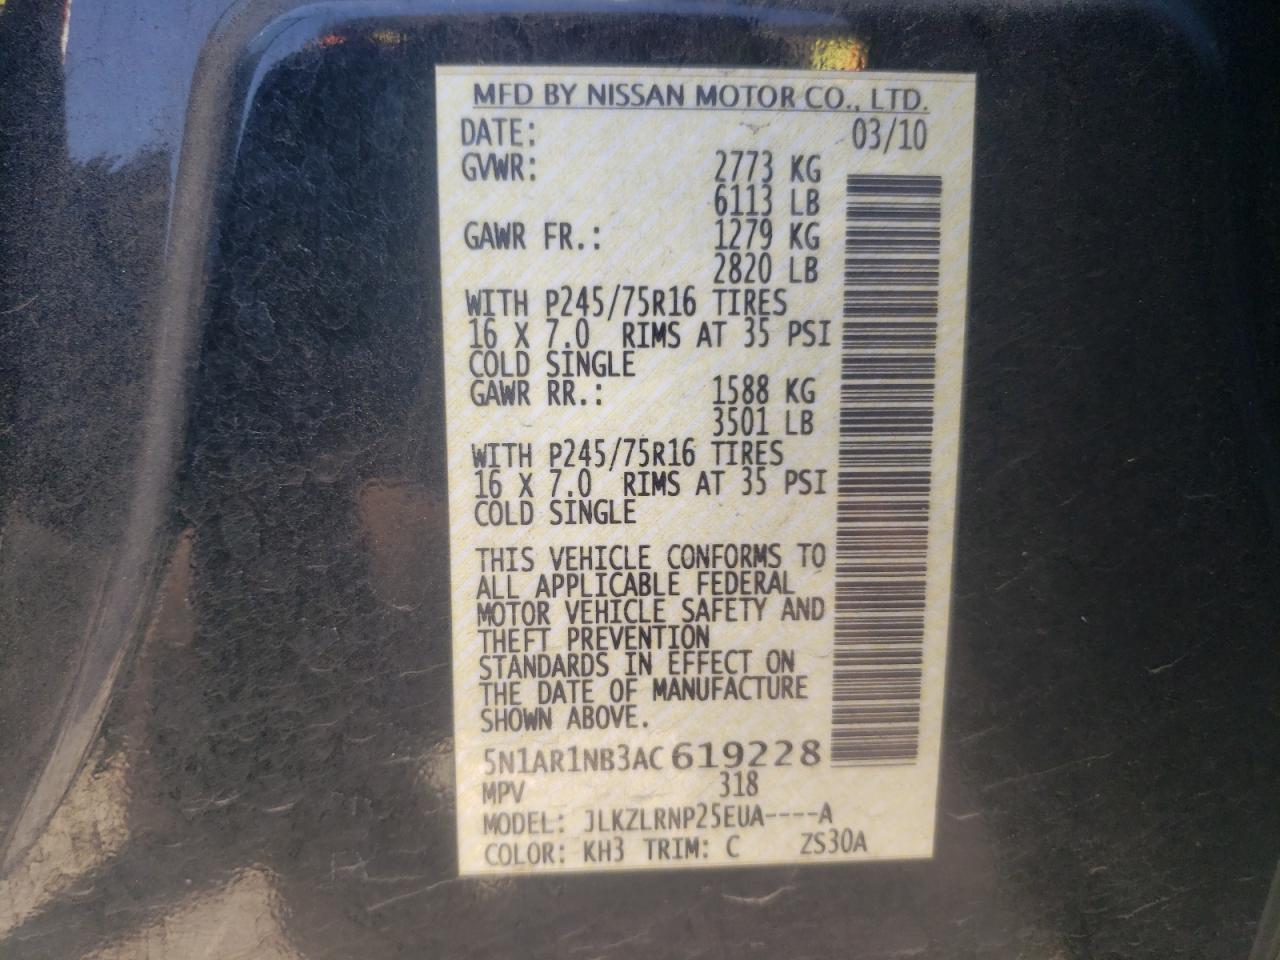 MFD BY NISSAN MOTOR CO., LTD.
DATE: 03/10
GVWR: 2773 KG
6113 LB
GAWR FR.: 1279 KG
2820 LB
WITH P245/75R16 TIRES
16 X 7.0 RIMS AT 35 PSI
COLD SINGLE
GAWR RR.: 1588 KG
3501 LB
WITH P245/75R16 TIRES
16 X 7.0 RIMS AT 35 PSI
COLD SINGLE
THIS VEHICLE CONFORMS TO
ALL APPLICABLE FEDERAL
MOTOR VEHICLE SAFETY AND
THEFT PREVENTION
STANDARDS IN EFFECT ON
THE DATE OF MANUFACTURE
SHOWN ABOVE.
5N1AR1NB3AC619228
MPV 318
MODEL: JLKZLRNP25EUA----A
COLOR: KH3 TRIM: C ZS30A